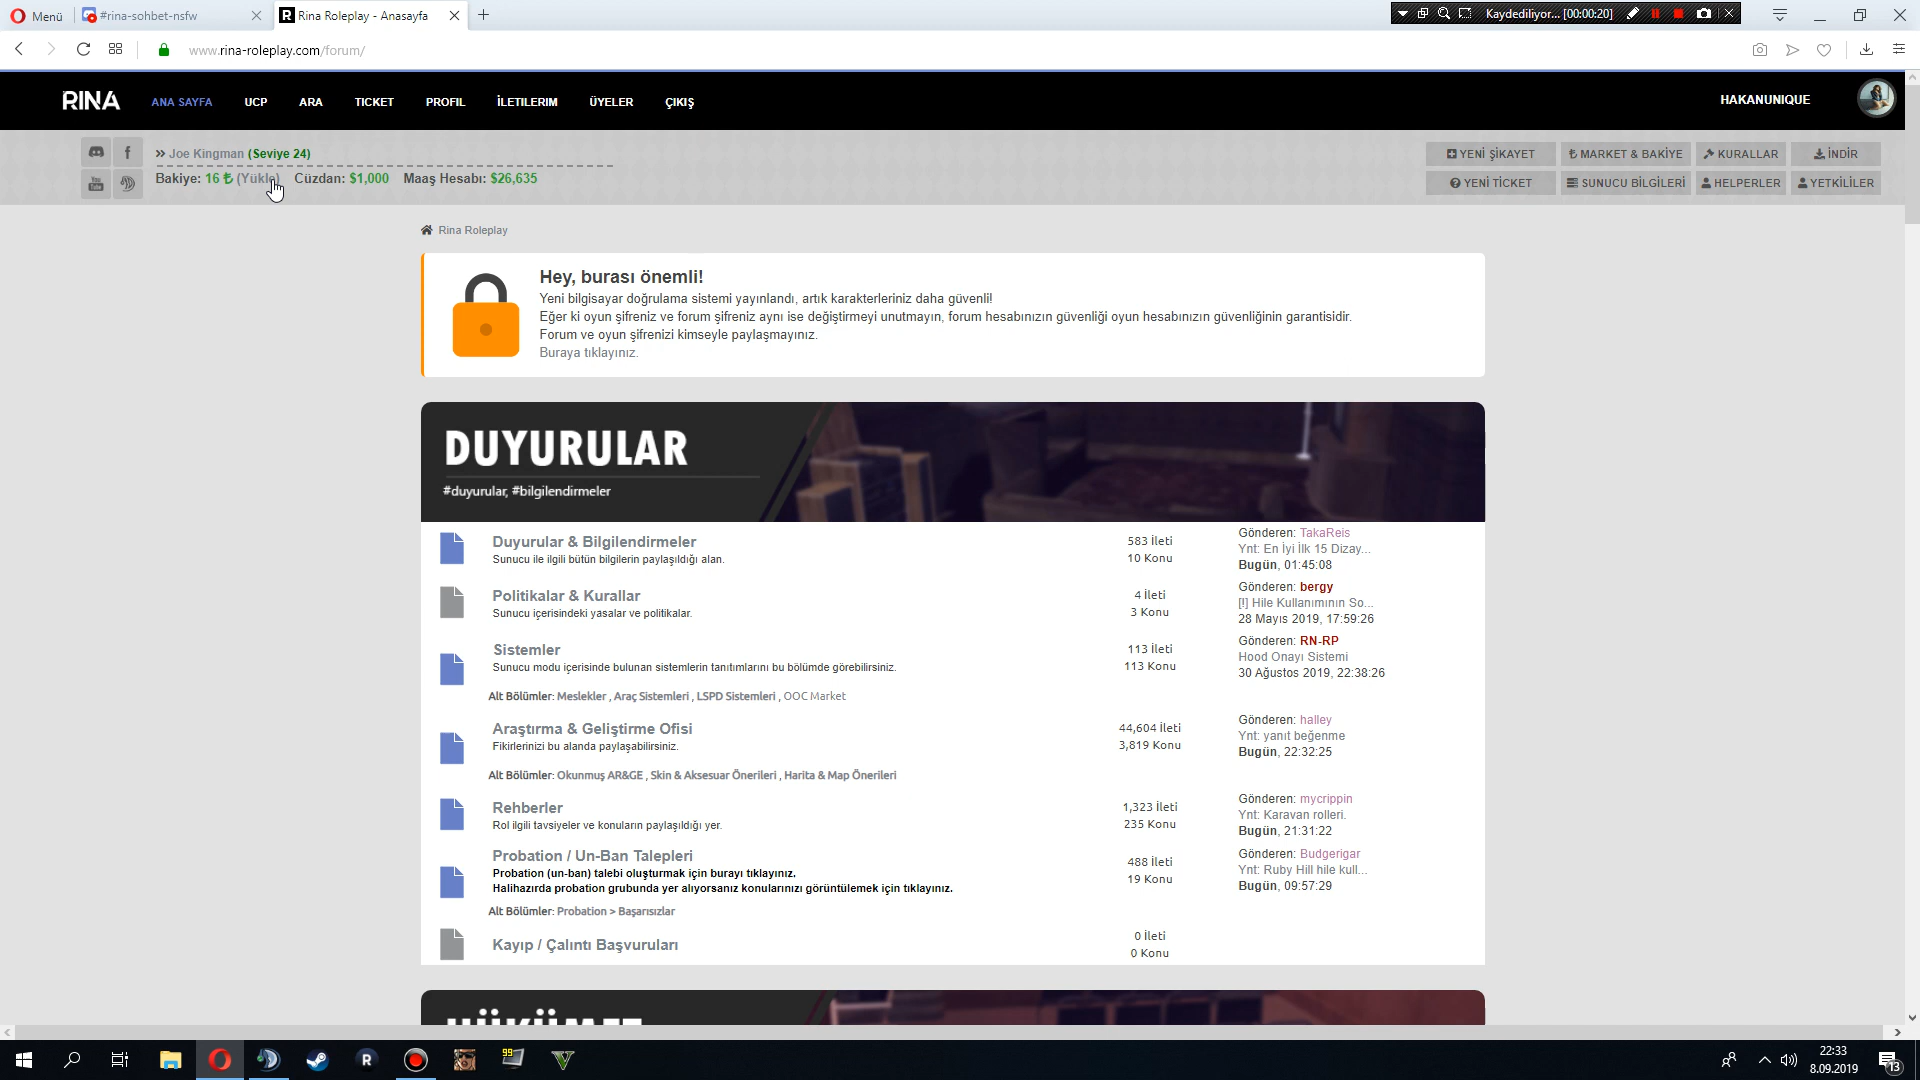 Menü
#rina-sohbet-nsfw
R Rina Roleplay - Anasayfa
Kaydediliyor... [00:00:20]
www.rina-roleplay.com/forum/
RINA
ANA SAYFA
UCP
ARA
TICKET
PROFIL
İLETILERIM
ÜYELER
ÇIKIŞ
HAKANUNIQUE
Joe Kingman (Seviye 24)
Bakiye: 16 ₺ (Yükle) Cüzdan: $1,000 Maaş Hesabı: $26,635
YENİ ŞİKAYET
₺ MARKET & BAKİYE
KURALLAR
İNDİR
YENİ TİCKET
SUNUCU BİLGİLERİ
HELPERLER
YETKİLİLER
Rina Roleplay
Hey, burası önemli!
Yeni bilgisayar doğrulama sistemi yayınlandı, artık karakterleriniz daha güvenli!
Eğer ki oyun şifreniz ve forum şifreniz aynı ise değiştirmeyi unutmayın, forum hesabınızın güvenliği oyun hesabınızın güvenliğinin garantisidir.
Forum ve oyun şifrenizi kimseyle paylaşmayınız.
Buraya tıklayınız.
DUYURULAR
#duyurular, #bilgilendirmeler
Duyurular & Bilgilendirmeler
Sunucu ile ilgili bütün bilgilerin paylaşıldığı alan.
583 İleti
10 Konu
Gönderen: TakaReis
Ynt: En İyi İlk 15 Dizay...
Bugün, 01:45:08
Politikalar & Kurallar
Sunucu içerisindeki yasalar ve politikalar.
4 İleti
3 Konu
Gönderen: bergy
[!] Hile Kullanımının So...
28 Mayıs 2019, 17:59:26
Sistemler
Sunucu modu içerisinde bulunan sistemlerin tanıtımlarını bu bölümde görebilirsiniz.
113 İleti
113 Konu
Gönderen: RN-RP
Hood Onayı Sistemi
30 Ağustos 2019, 22:38:26
Alt Bölümler: Meslekler , Araç Sistemleri , LSPD Sistemleri , OOC Market
Araştırma & Geliştirme Ofisi
Fikirlerinizi bu alanda paylaşabilirsiniz.
44,604 İleti
3,819 Konu
Gönderen: halley
Ynt: yanıt beğenme
Bugün, 22:32:25
Alt Bölümler: Okunmuş AR&GE , Skin & Aksesuar Önerileri , Harita & Map Önerileri
Rehberler
Rol ilgili tavsiyeler ve konuların paylaşıldığı yer.
1,323 İleti
235 Konu
Gönderen: mycrippin
Ynt: Karavan rolleri.
Bugün, 21:31:22
Probation / Un-Ban Talepleri
Probation (un-ban) talebi oluşturmak için burayı tıklayınız.
Halihazırda probation grubunda yer alıyorsanız konularınızı görüntülemek için tıklayınız.
488 İleti
19 Konu
Gönderen: Budgerigar
Ynt: Ruby Hill hile kull...
Bugün, 09:57:29
Alt Bölümler: Probation > Başarısızlar
Kayıp / Çalıntı Başvuruları
0 İleti
0 Konu
HÜKÜMET
R
99
22:33
8.09.2019
13